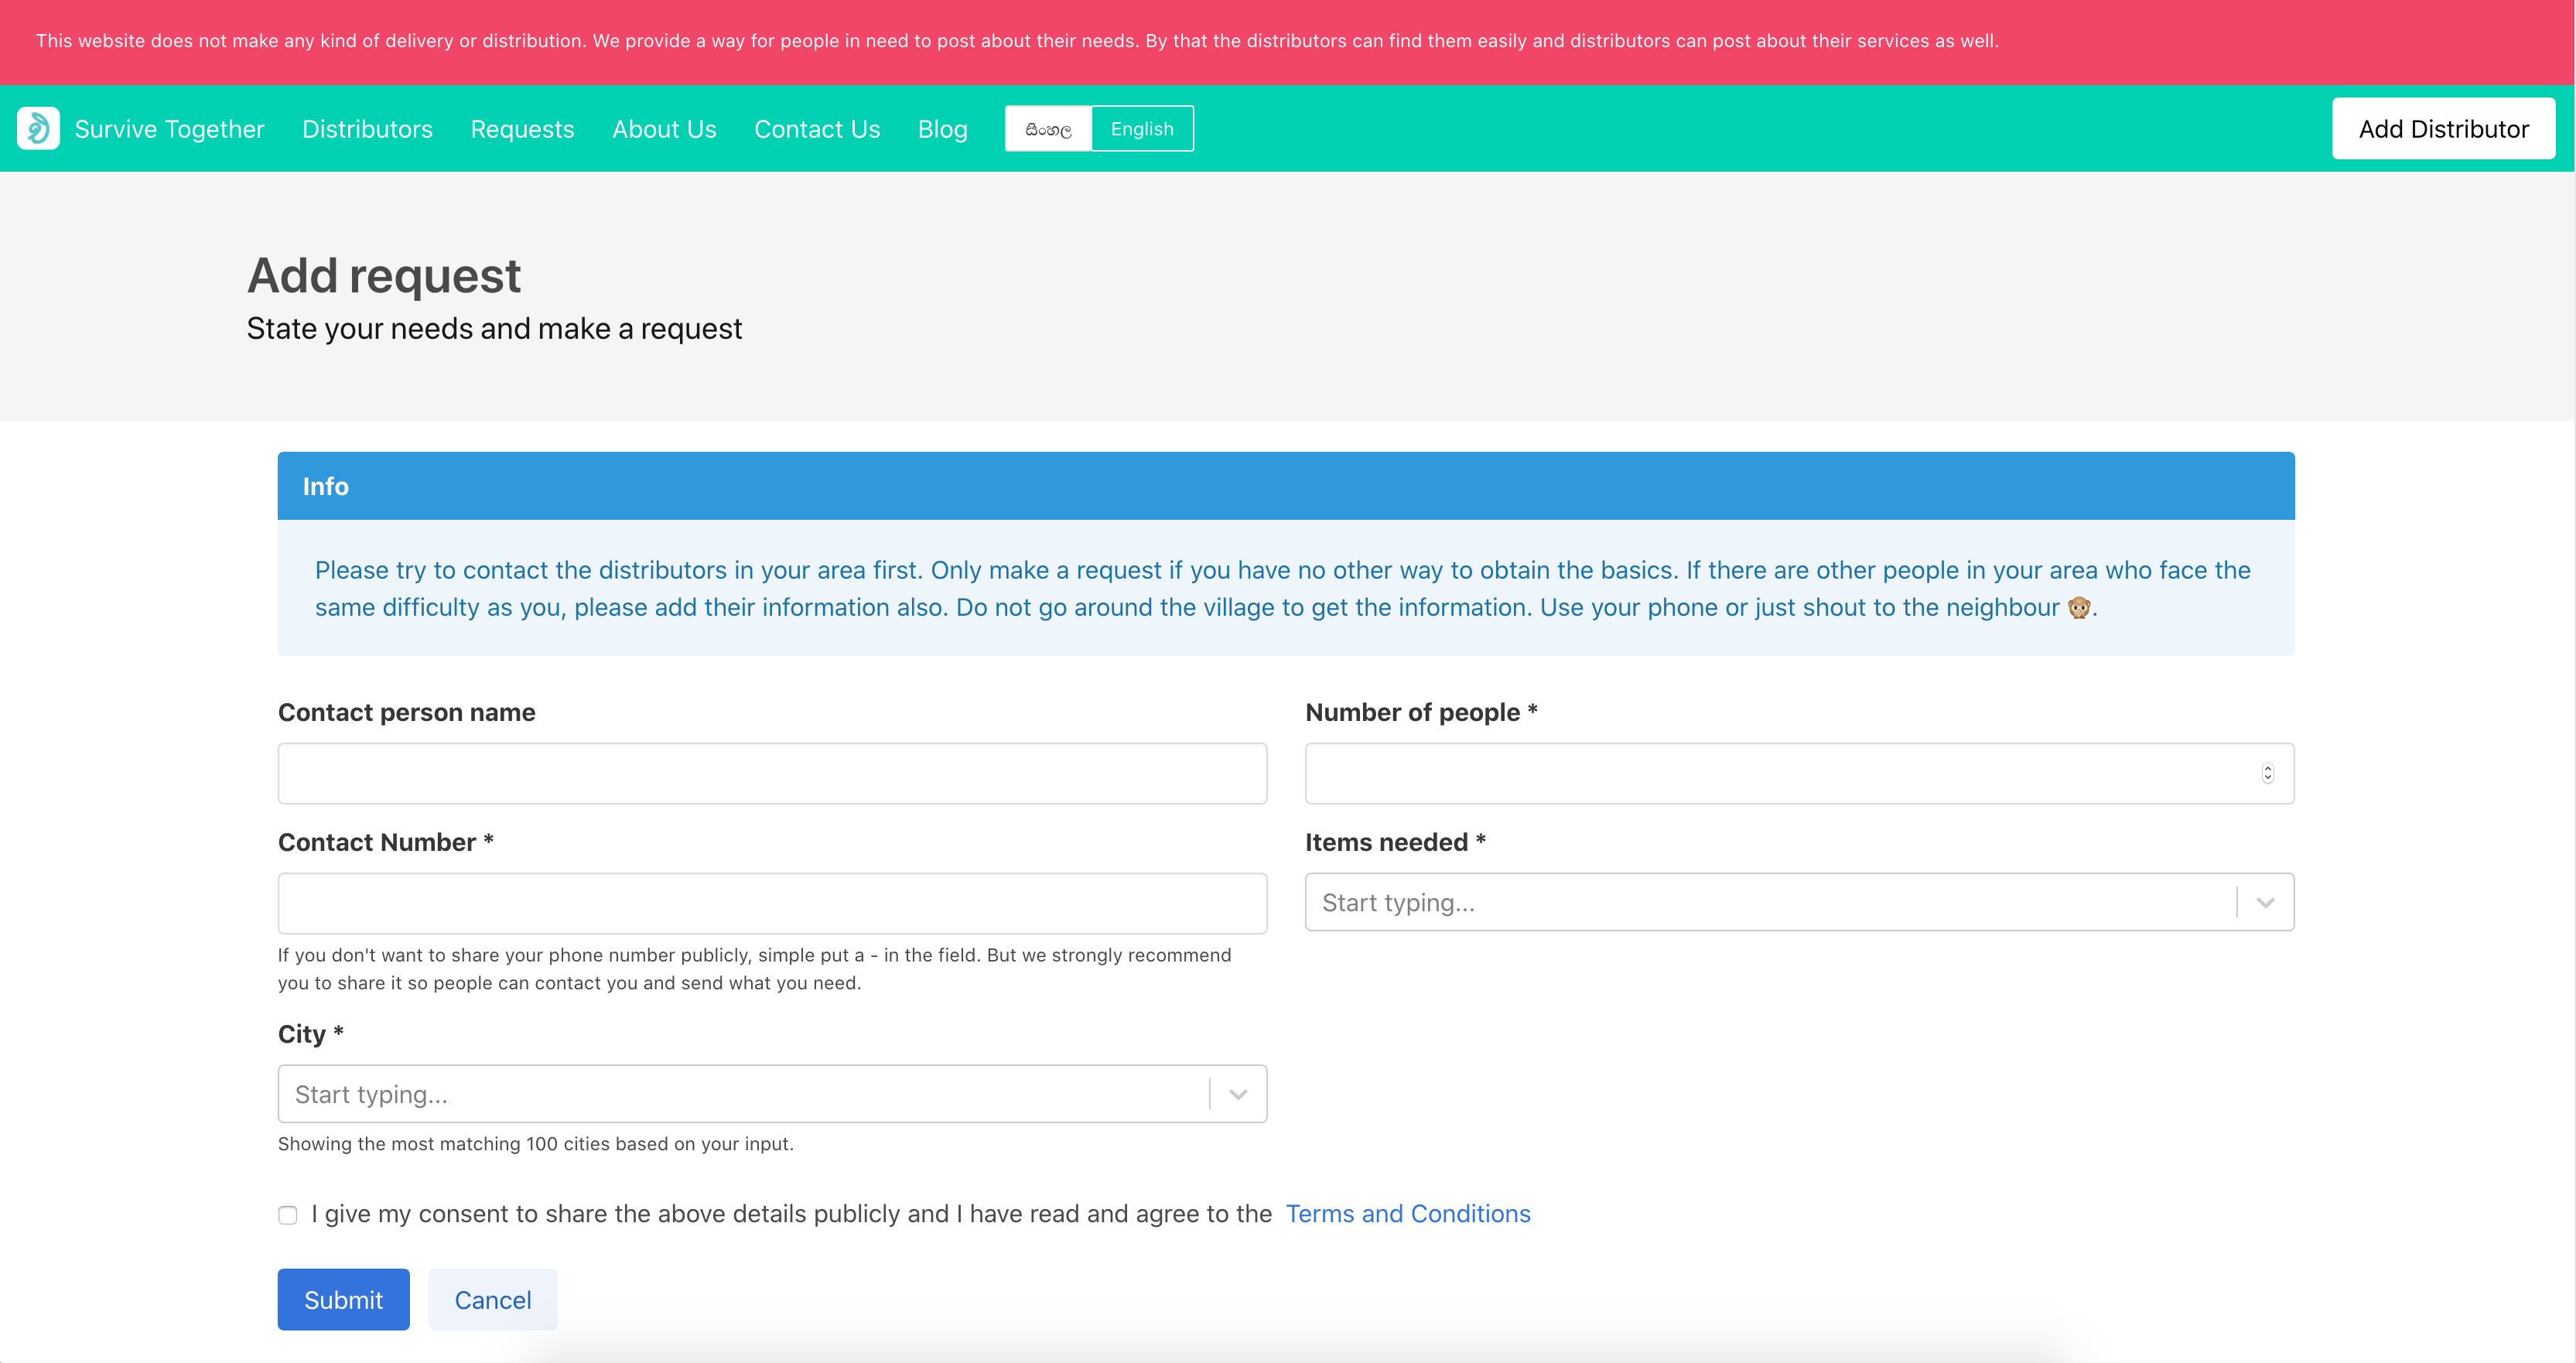 This website does not make any kind of delivery or distribution. We provide a way for people in need to post about their needs. By that the distributors can find them easily and distributors can post about their services as well.
Survive Together Distributors Requests About Us Contact Us Blog සිංහල English Add Distributor
Add request
State your needs and make a request
Info
Please try to contact the distributors in your area first. Only make a request if you have no other way to obtain the basics. If there are other people in your area who face the
same difficulty as you, please add their information also. Do not go around the village to get the information. Use your phone or just shout to the neighbour 🙊.
Contact person name
Number of people *
Contact Number *
Items needed *
Start typing...
If you don't want to share your phone number publicly, simple put a - in the field. But we strongly recommend
you to share it so people can contact you and send what you need.
City *
Start typing...
Showing the most matching 100 cities based on your input.
I give my consent to share the above details publicly and I have read and agree to the Terms and Conditions
Submit Cancel